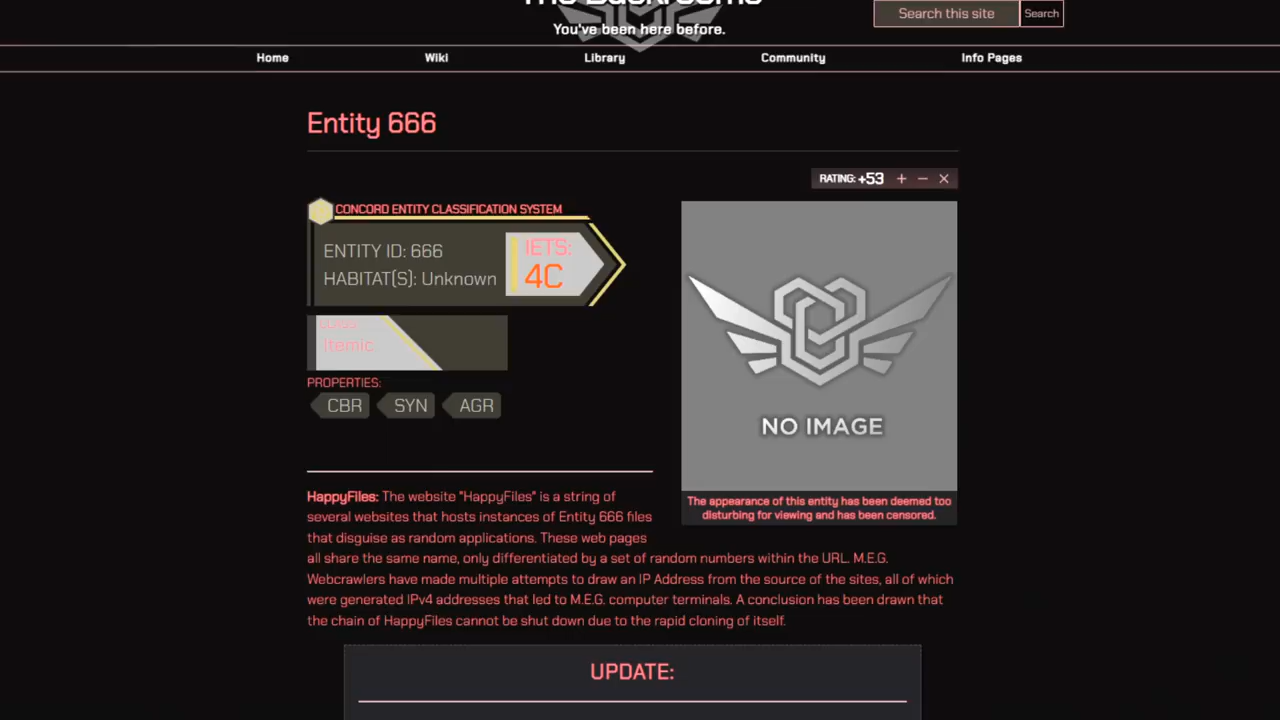 The Backrooms
You've been here before.
Search this site
Search
Home
Wiki
Library
Community
Info Pages
Entity 666
RATING: +53 + − ×
CONCORD ENTITY CLASSIFICATION SYSTEM
ENTITY ID: 666
HABITAT(S): Unknown
IETS:
4C
CLASS:
Itemic
PROPERTIES:
CBR
SYN
AGR
NO IMAGE
The appearance of this entity has been deemed too
disturbing for viewing and has been censored.
HappyFiles: The website "HappyFiles" is a string of
several websites that hosts instances of Entity 666 files
that disguise as random applications. These web pages
all share the same name, only differentiated by a set of random numbers within the URL. M.E.G.
Webcrawlers have made multiple attempts to draw an IP Address from the source of the sites, all of which
were generated IPv4 addresses that led to M.E.G. computer terminals. A conclusion has been drawn that
the chain of HappyFiles cannot be shut down due to the rapid cloning of itself.
UPDATE: